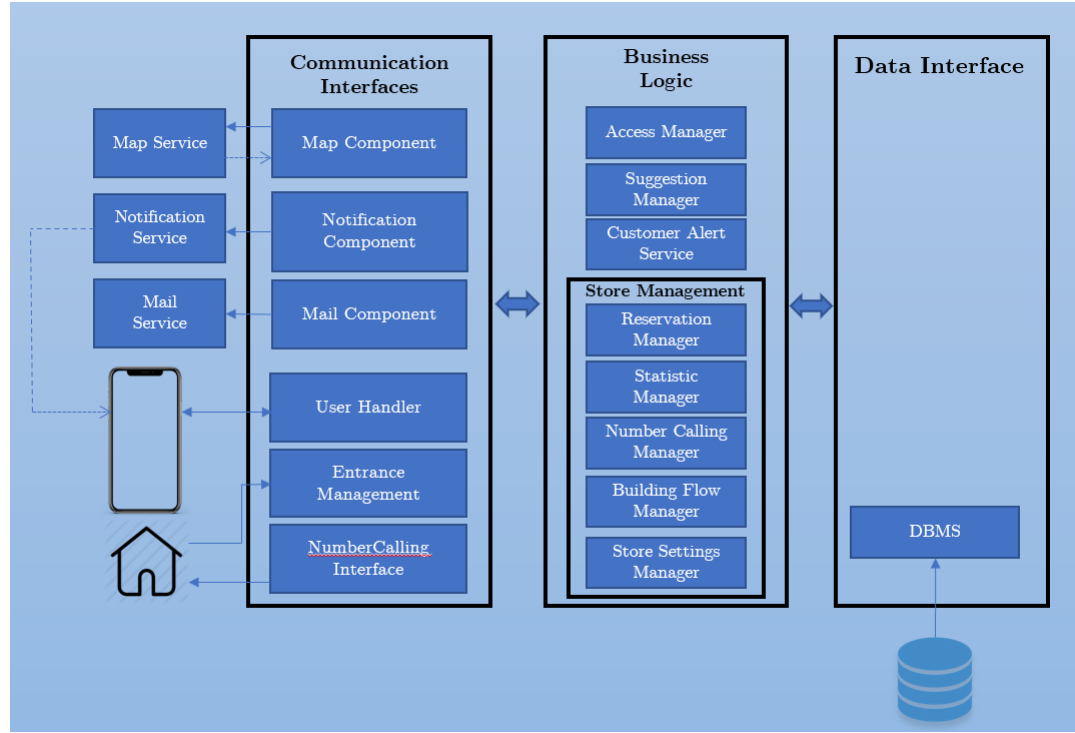 Communication
Interfaces
Business
Logic
Data Interface
Map Service
Map Component
Notification
Service
Notification
Component
Mail
Service
Mail Component
User Handler
Entrance
Management
NumberCalling
Interface
Access Manager
Suggestion
Manager
Customer Alert
Service
Store Management
Reservation
Manager
Statistic
Manager
Number Calling
Manager
Building Flow
Manager
Store Settings
Manager
DBMS